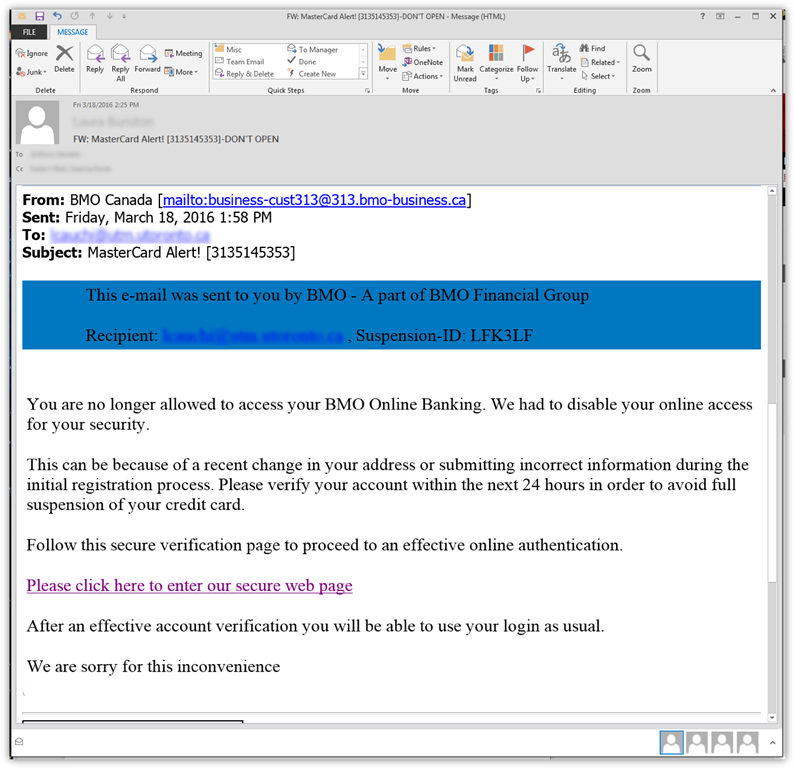 FW: MasterCard Alert! [3135145353]-DON'T OPEN - Message (HTML)
FILE MESSAGE
Ignore
Junk
Delete
Reply
Reply All
Forward
Meeting
More
Misc
Team Email
Reply & Delete
To Manager
Done
Create New
Move
Rules
OneNote
Actions
Mark Unread
Categorize
Follow Up
Translate
Find
Related
Select
Zoom
Delete Respond Quick Steps Move Tags Editing Zoom
Fri 3/18/2016 2:25 PM
FW: MasterCard Alert! [3135145353]-DON'T OPEN
To
Cc
From: BMO Canada [mailto:business-cust313@313.bmo-business.ca]
Sent: Friday, March 18, 2016 1:58 PM
To:
Subject: MasterCard Alert! [3135145353]
This e-mail was sent to you by BMO - A part of BMO Financial Group
Recipient: , Suspension-ID: LFK3LF
You are no longer allowed to access your BMO Online Banking. We had to disable your online access
for your security.
This can be because of a recent change in your address or submitting incorrect information during the
initial registration process. Please verify your account within the next 24 hours in order to avoid full
suspension of your credit card.
Follow this secure verification page to proceed to an effective online authentication.
Please click here to enter our secure web page
After an effective account verification you will be able to use your login as usual.
We are sorry for this inconvenience